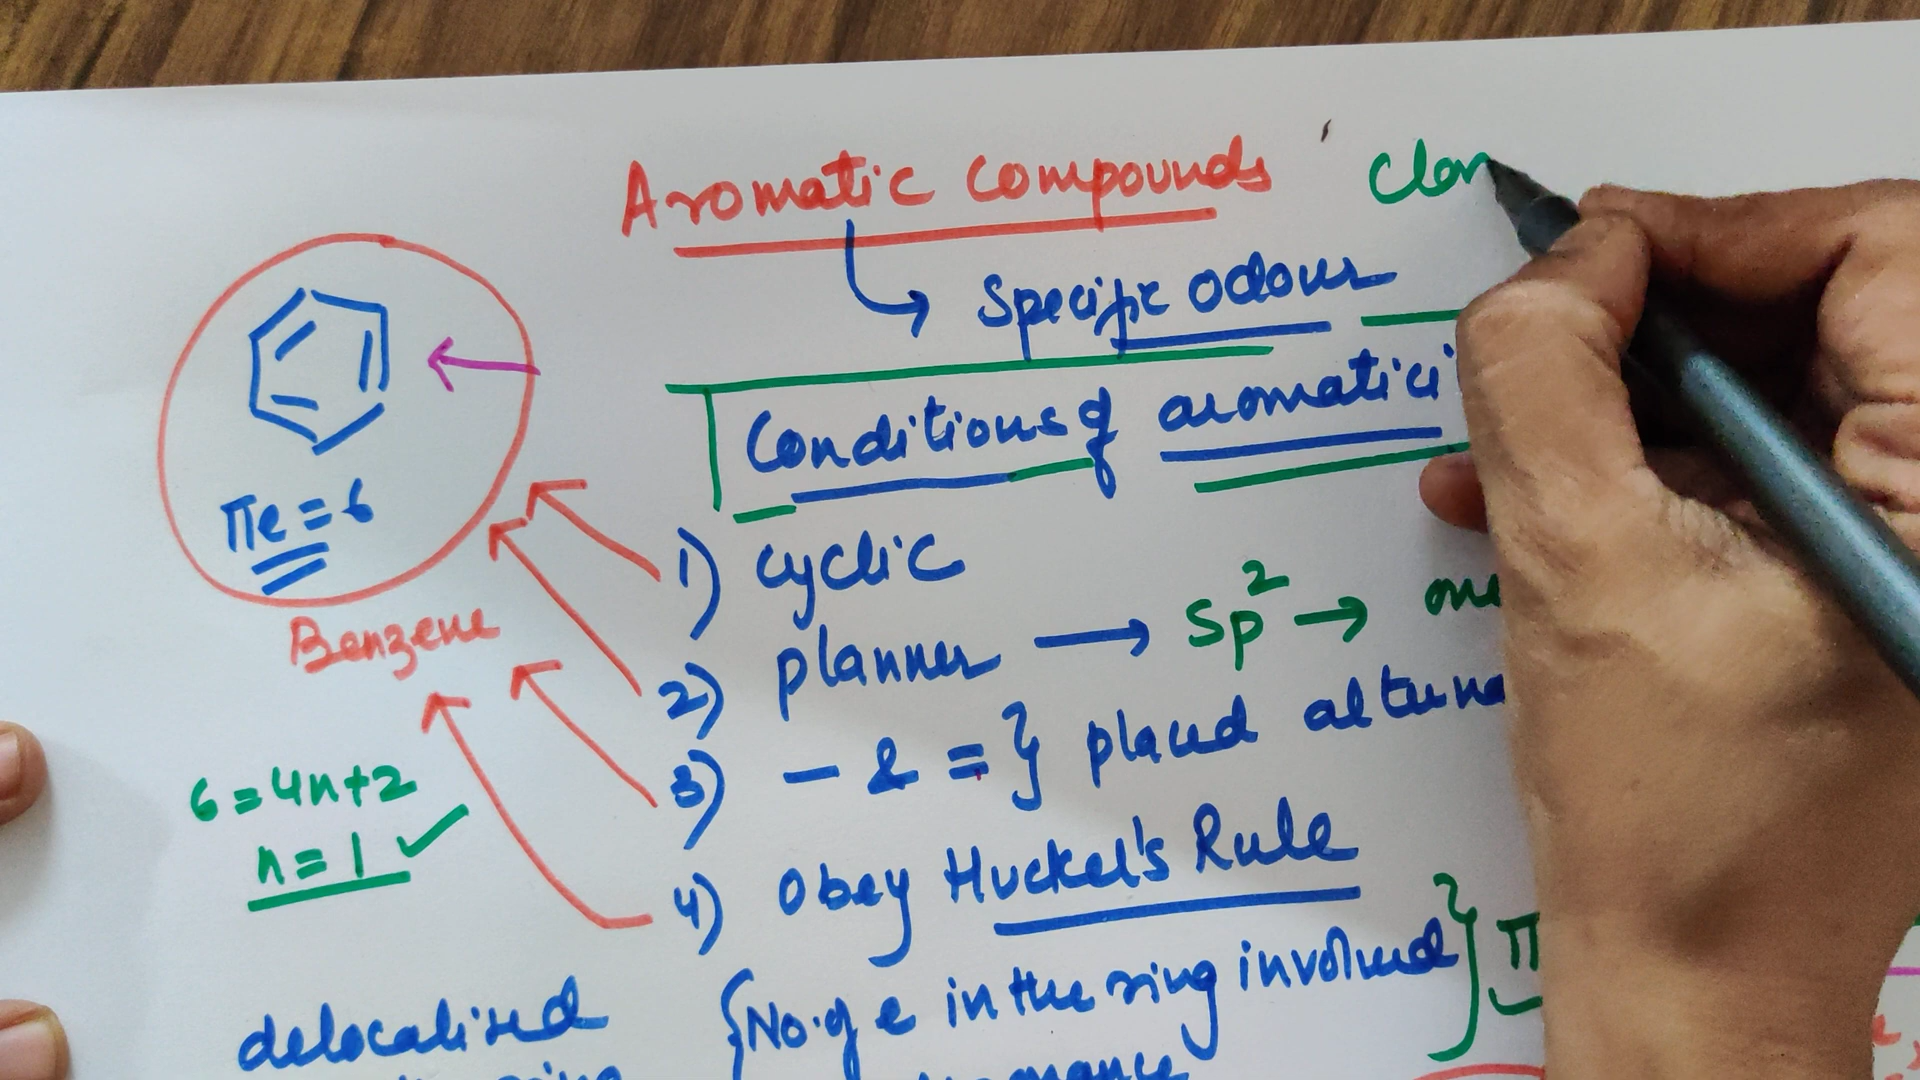 Aromatic Compounds
Specific odour
Conditions of aromatici
Πe = 6
Benzene
1) cyclic
2) planner → sp² →
3) – & = } placed
4) Obey Huckel's Rule
6 = 4n+2
n = 1 ✓
{No. of e in the ring involved } Π
delocalised